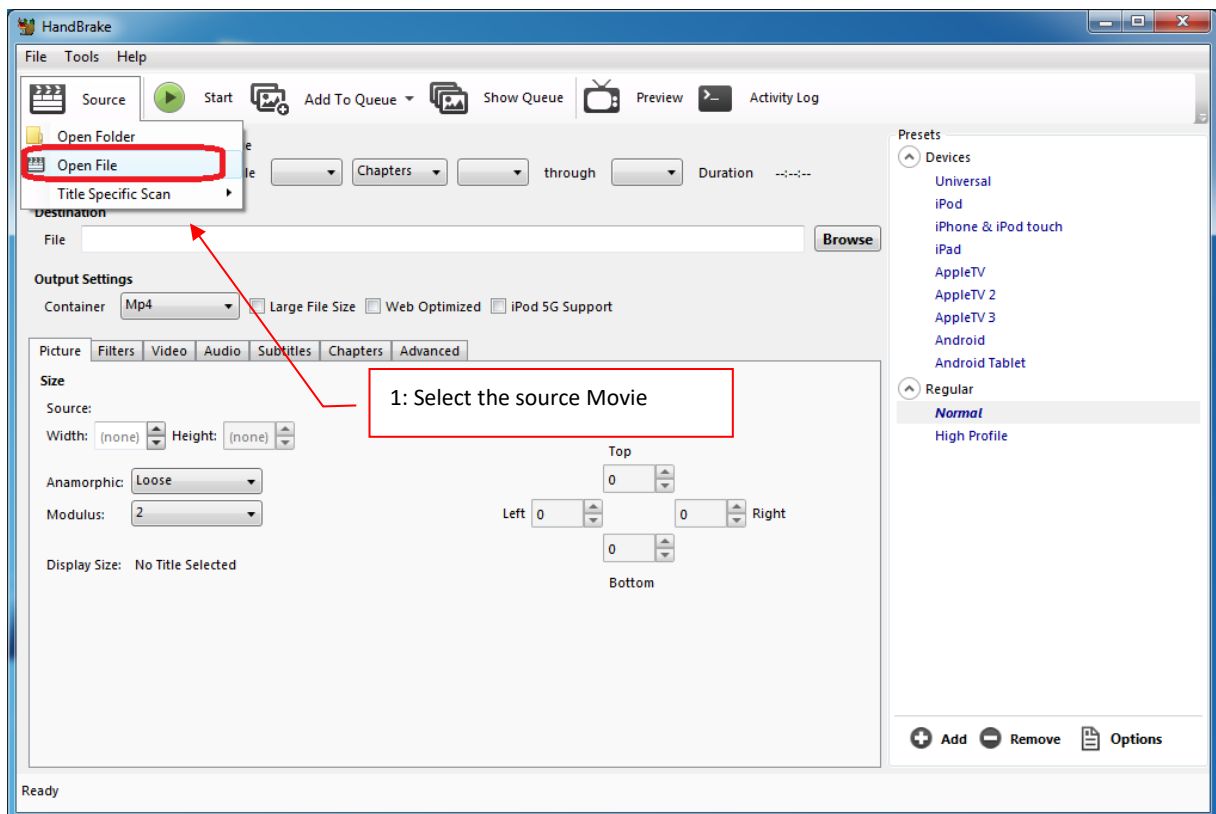 HandBrake
File Tools Help
Source Start Add To Queue Show Queue Preview Activity Log
Open Folder
Open File
Title Specific Scan
e
le Chapters through Duration --:--:--
Destination
File Browse
Output Settings
Container Mp4 Large File Size Web Optimized iPod 5G Support
Picture Filters Video Audio Subtitles Chapters Advanced
Size
Source:
Width: (none) Height: (none)
Anamorphic: Loose
Modulus: 2
Display Size: No Title Selected
1: Select the source Movie
Top
0
Left 0 0 Right
0
Bottom
Presets
Devices
Universal
iPod
iPhone & iPod touch
iPad
AppleTV
AppleTV 2
AppleTV 3
Android
Android Tablet
Regular
Normal
High Profile
Add Remove Options
Ready